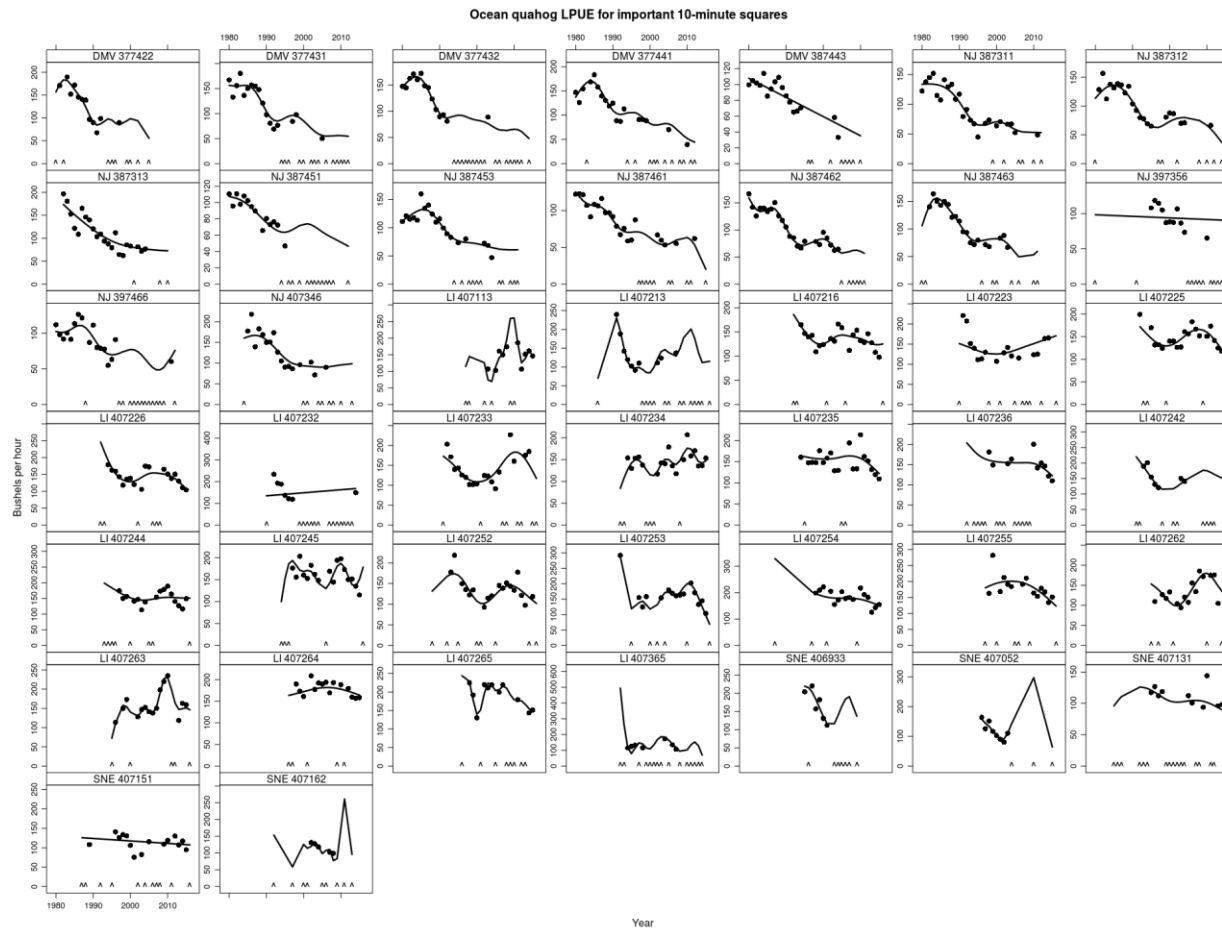 Ocean quahog LPUE for important 10-minute squares
1980 1990 2000 2010
DMV 377422
DMV 377431
DMV 377432
DMV 377441
DMV 387443
NJ 387311
NJ 387312
NJ 387313
NJ 387451
NJ 387453
NJ 387461
NJ 387462
NJ 387463
NJ 397356
NJ 397466
NJ 407346
LI 407113
LI 407213
LI 407216
LI 407223
LI 407225
LI 407226
LI 407232
LI 407233
LI 407234
LI 407235
LI 407236
LI 407242
LI 407244
LI 407245
LI 407252
LI 407253
LI 407254
LI 407255
LI 407262
LI 407263
LI 407264
LI 407265
LI 407365
SNE 406933
SNE 407052
SNE 407131
SNE 407151
SNE 407162
Bushels per hour
1980 1990 2000 2010
Year